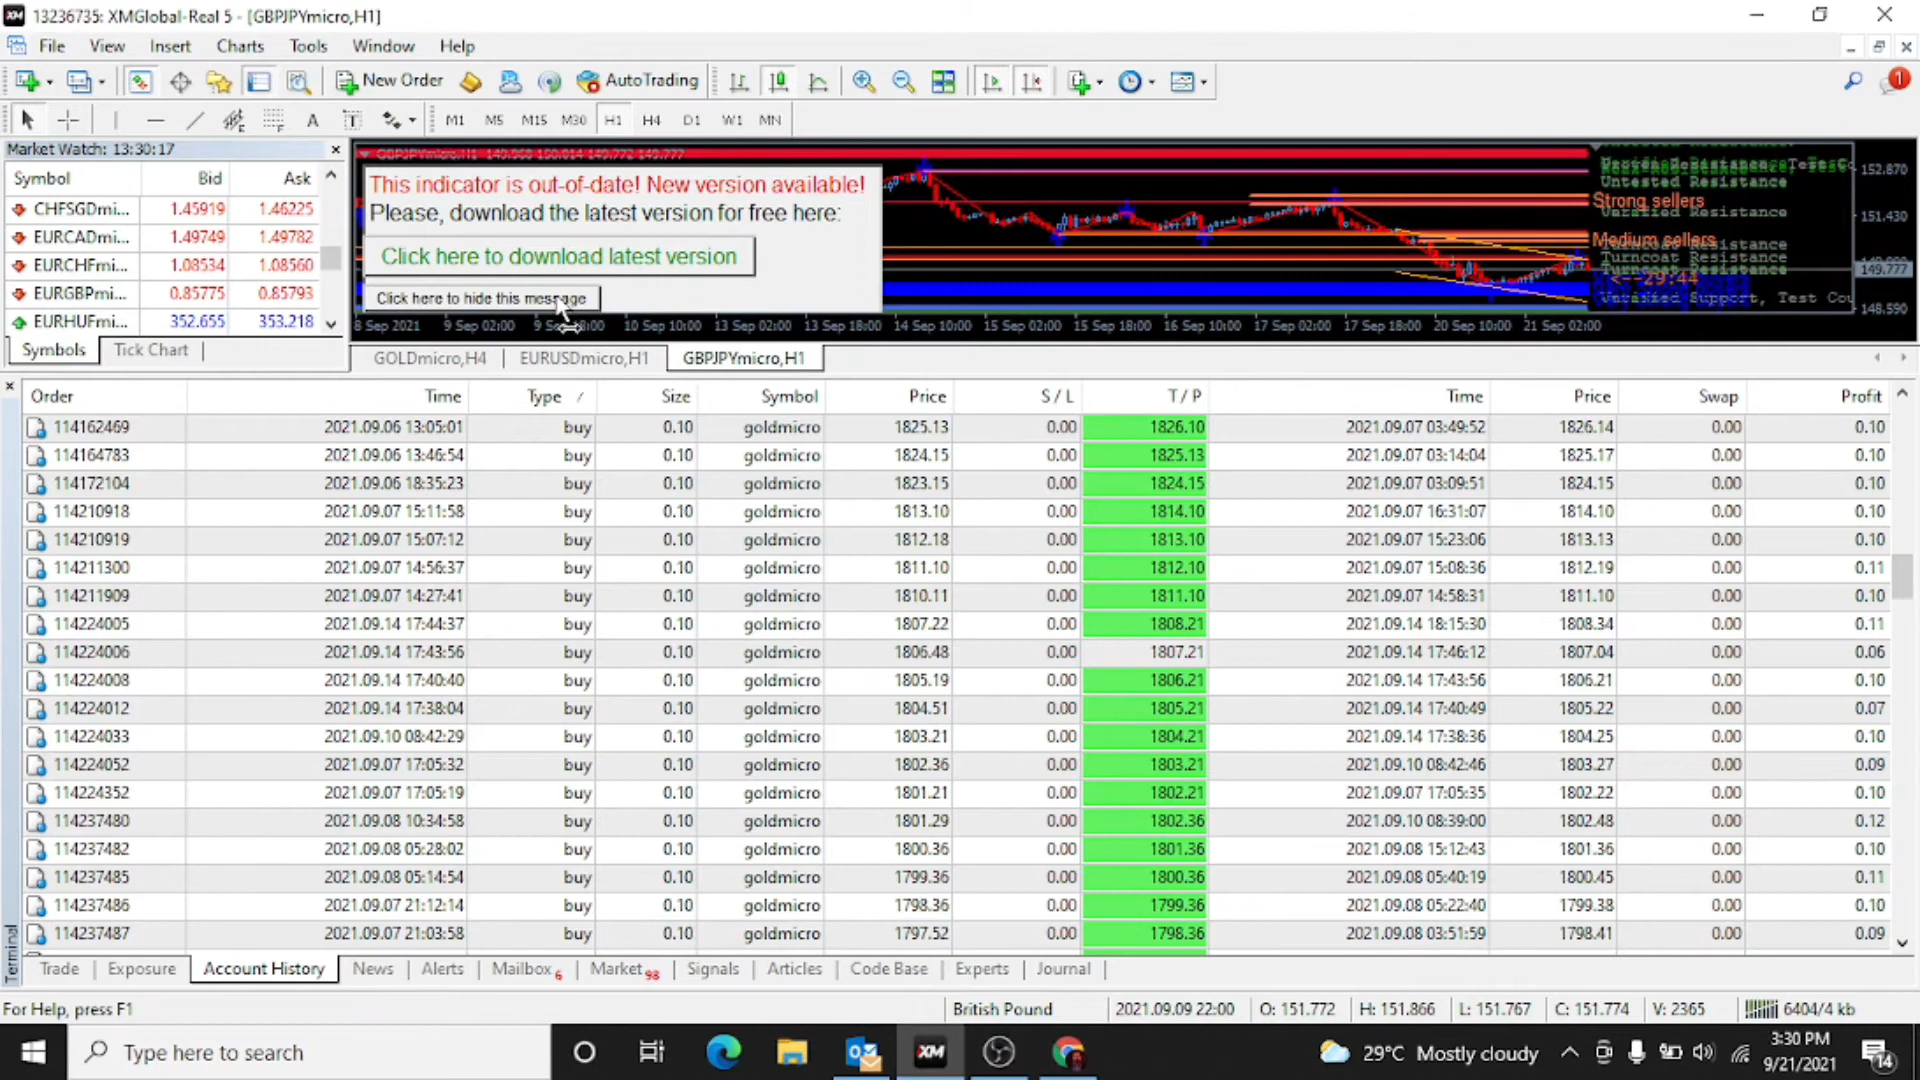 13236735: XMGlobal-Real 5 - [GBPJPYmicro,H1]
File View Insert Charts Tools Window Help
New Order AutoTrading 1
A T M1 M5 M15 M30 H1 H4 D1 W1 MN
Market Watch: 13:30:17
Symbol Bid Ask
CHFSGDmi... 1.45919 1.46225
EURCADmi... 1.49749 1.49782
EURCHFmi... 1.08534 1.08560
EURGBPmi... 0.85775 0.85793
EURHUFmi... 352.655 353.218
Symbols Tick Chart
This indicator is out-of-date! New version available!
Please, download the latest version for free here:
Click here to download latest version
Click here to hide this message
Untested Resistance
Strong sellers
Resistance
Medium sellers
Turncoat Resistance
Turncoat Resistance
<--29:44
Support, Test Cou
152.870
151.430
149.777
148.590
8 Sep 2021 9 Sep 02:00 9 Sep 10 Sep 10:00 13 Sep 02:00 13 Sep 18:00 14 Sep 10:00 15 Sep 02:00 15 Sep 18:00 16 Sep 10:00 17 Sep 02:00 17 Sep 18:00 20 Sep 10:00 21 Sep 02:00
GOLDmicro,H4 EURUSDmicro,H1 GBPJPYmicro,H1
Order Time Type / Size Symbol Price S / L T / P Time Price Swap Profit
114162469 2021.09.06 13:05:01 buy 0.10 goldmicro 1825.13 0.00 1826.10 2021.09.07 03:49:52 1826.14 0.00 0.10
114164783 2021.09.06 13:46:54 buy 0.10 goldmicro 1824.15 0.00 1825.13 2021.09.07 03:14:04 1825.17 0.00 0.10
114172104 2021.09.06 18:35:23 buy 0.10 goldmicro 1823.15 0.00 1824.15 2021.09.07 03:09:51 1824.15 0.00 0.10
114210918 2021.09.07 15:11:58 buy 0.10 goldmicro 1813.10 0.00 1814.10 2021.09.07 16:31:07 1814.10 0.00 0.10
114210919 2021.09.07 15:07:12 buy 0.10 goldmicro 1812.18 0.00 1813.10 2021.09.07 15:23:06 1813.13 0.00 0.10
114211300 2021.09.07 14:56:37 buy 0.10 goldmicro 1811.10 0.00 1812.10 2021.09.07 15:08:36 1812.19 0.00 0.11
114211909 2021.09.07 14:27:41 buy 0.10 goldmicro 1810.11 0.00 1811.10 2021.09.07 14:58:31 1811.10 0.00 0.10
114224005 2021.09.14 17:44:37 buy 0.10 goldmicro 1807.22 0.00 1808.21 2021.09.14 18:15:30 1808.34 0.00 0.11
114224006 2021.09.14 17:43:56 buy 0.10 goldmicro 1806.48 0.00 1807.21 2021.09.14 17:46:12 1807.04 0.00 0.06
114224008 2021.09.14 17:40:40 buy 0.10 goldmicro 1805.19 0.00 1806.21 2021.09.14 17:43:56 1806.21 0.00 0.10
114224012 2021.09.14 17:38:04 buy 0.10 goldmicro 1804.51 0.00 1805.21 2021.09.14 17:40:49 1805.22 0.00 0.07
114224033 2021.09.10 08:42:29 buy 0.10 goldmicro 1803.21 0.00 1804.21 2021.09.14 17:38:36 1804.25 0.00 0.10
114224052 2021.09.07 17:05:32 buy 0.10 goldmicro 1802.36 0.00 1803.21 2021.09.10 08:42:46 1803.27 0.00 0.09
114224352 2021.09.07 17:05:19 buy 0.10 goldmicro 1801.21 0.00 1802.21 2021.09.07 17:05:35 1802.22 0.00 0.10
114237480 2021.09.08 10:34:58 buy 0.10 goldmicro 1801.29 0.00 1802.36 2021.09.10 08:39:00 1802.48 0.00 0.12
114237482 2021.09.08 05:28:02 buy 0.10 goldmicro 1800.36 0.00 1801.36 2021.09.08 15:12:43 1801.36 0.00 0.10
114237485 2021.09.08 05:14:54 buy 0.10 goldmicro 1799.36 0.00 1800.36 2021.09.08 05:40:19 1800.45 0.00 0.11
114237486 2021.09.07 21:12:14 buy 0.10 goldmicro 1798.36 0.00 1799.36 2021.09.08 05:22:40 1799.38 0.00 0.10
114237487 2021.09.07 21:03:58 buy 0.10 goldmicro 1797.52 0.00 1798.36 2021.09.08 03:51:59 1798.41 0.00 0.09
Terminal
Trade Exposure Account History News Alerts Mailbox 6 Market 98 Signals Articles Code Base Experts Journal
For Help, press F1 British Pound 2021.09.09 22:00 O: 151.772 H: 151.866 L: 151.767 C: 151.774 V: 2365 6404/4 kb
Type here to search XM 29°C Mostly cloudy 3:30 PM
9/21/2021 14